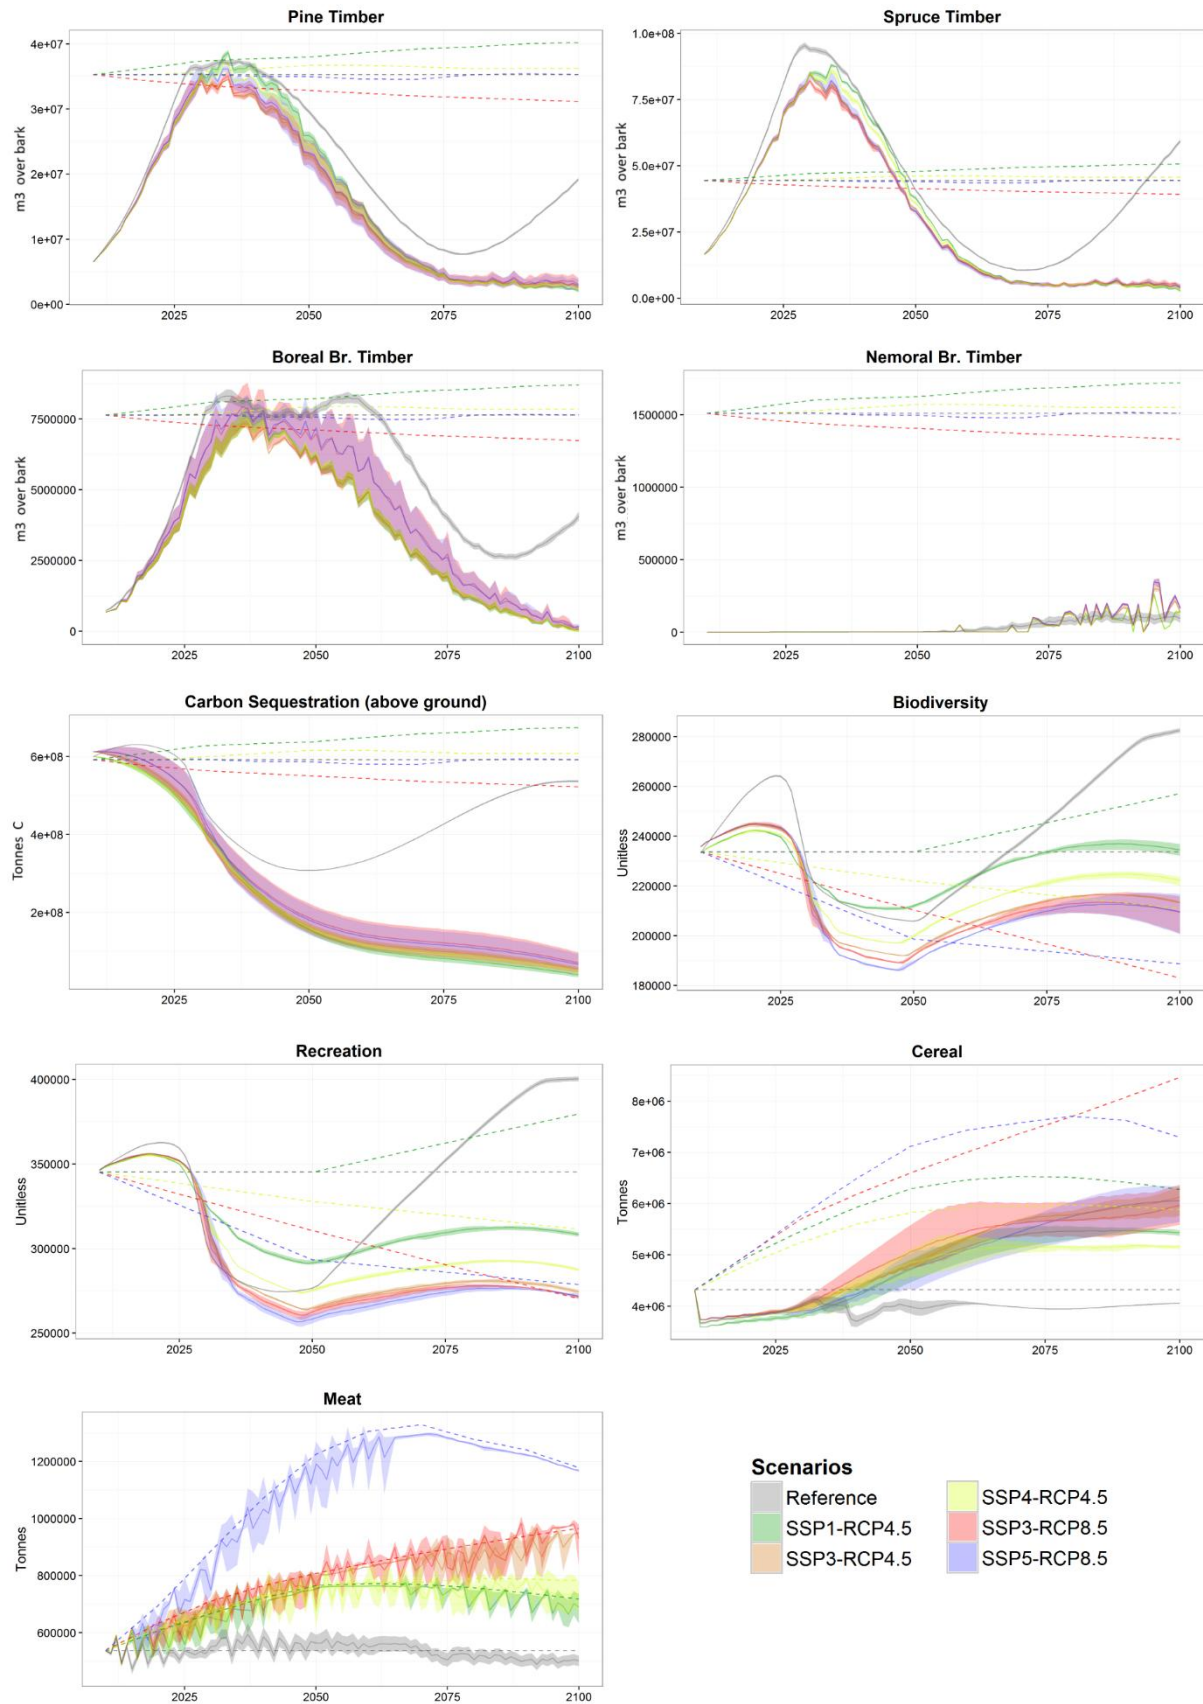 Pine Timber
m3 over bark
4e+07
3e+07
2e+07
1e+07
0e+00
2025 2050 2075 2100
Spruce Timber
m3 over bark
1.0e+08
7.5e+07
5.0e+07
2.5e+07
0.0e+00
2025 2050 2075 2100
Boreal Br. Timber
m3 over bark
7500000
5000000
2500000
0
2025 2050 2075 2100
Nemoral Br. Timber
m3 over bark
1500000
1000000
500000
0
2025 2050 2075 2100
Carbon Sequestration (above ground)
Tonnes C
6e+08
4e+08
2e+08
2025 2050 2075 2100
Biodiversity
Unitless
280000
260000
240000
220000
200000
180000
2025 2050 2075 2100
Recreation
Unitless
400000
350000
300000
250000
2025 2050 2075 2100
Cereal
Tonnes
8e+06
7e+06
6e+06
5e+06
4e+06
2025 2050 2075 2100
Meat
Tonnes
1200000
1000000
800000
600000
2025 2050 2075 2100
Scenarios
Reference
SSP1-RCP4.5
SSP3-RCP4.5
SSP4-RCP4.5
SSP3-RCP8.5
SSP5-RCP8.5